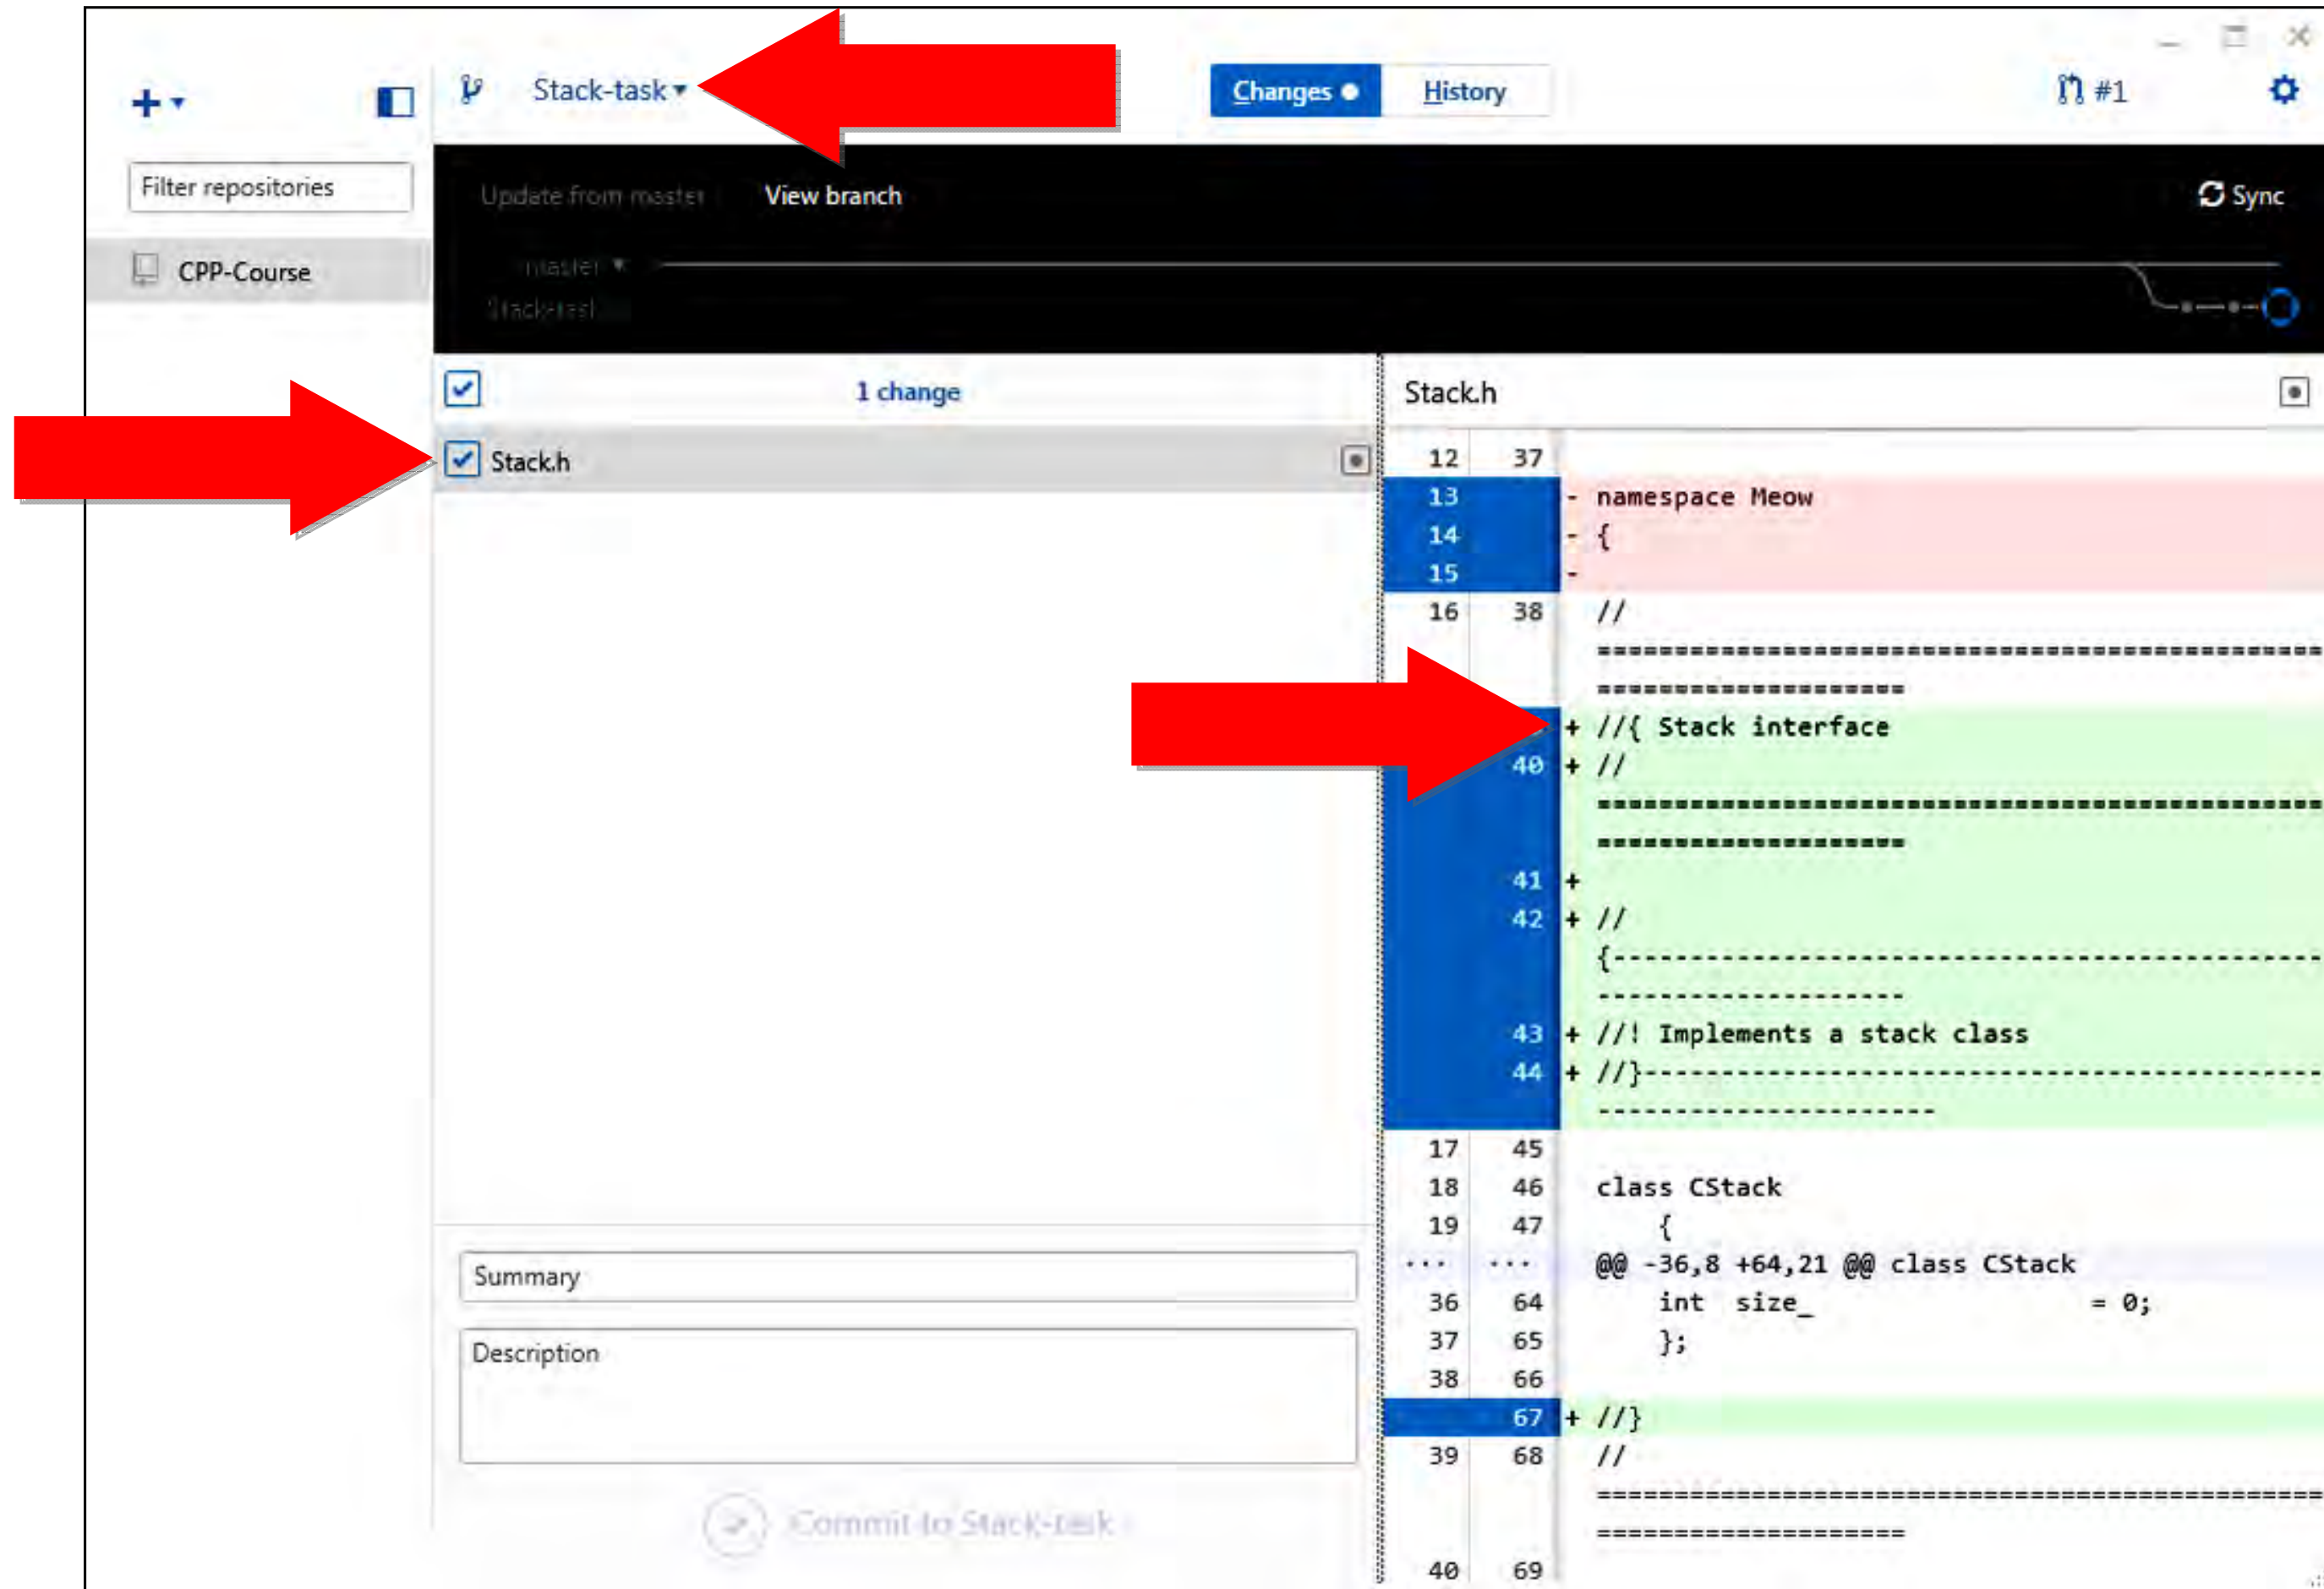 Stack-task
Changes
History
#1
Filter repositories
Update from master
View branch
Sync
CPP-Course
master
Stack-task
1 change
Stack.h
Stack.h
12 37
13 - namespace Meow
14 - {
15 -
16 38 //
===============================================
====================
+ //{ Stack interface
40 + //
===============================================
====================
41 +
42 + //
{----------------------------------------------
--------------------
43 + //! Implements a stack class
44 + //}--------------------------------------------
----------------------
17 45
18 46 class CStack
19 47 {
... ... @@ -36,8 +64,21 @@ class CStack
36 64 int size_ = 0;
37 65 };
38 66
67 + //}
39 68 //
===============================================
====================
40 69
Summary
Description
Commit to Stack-task